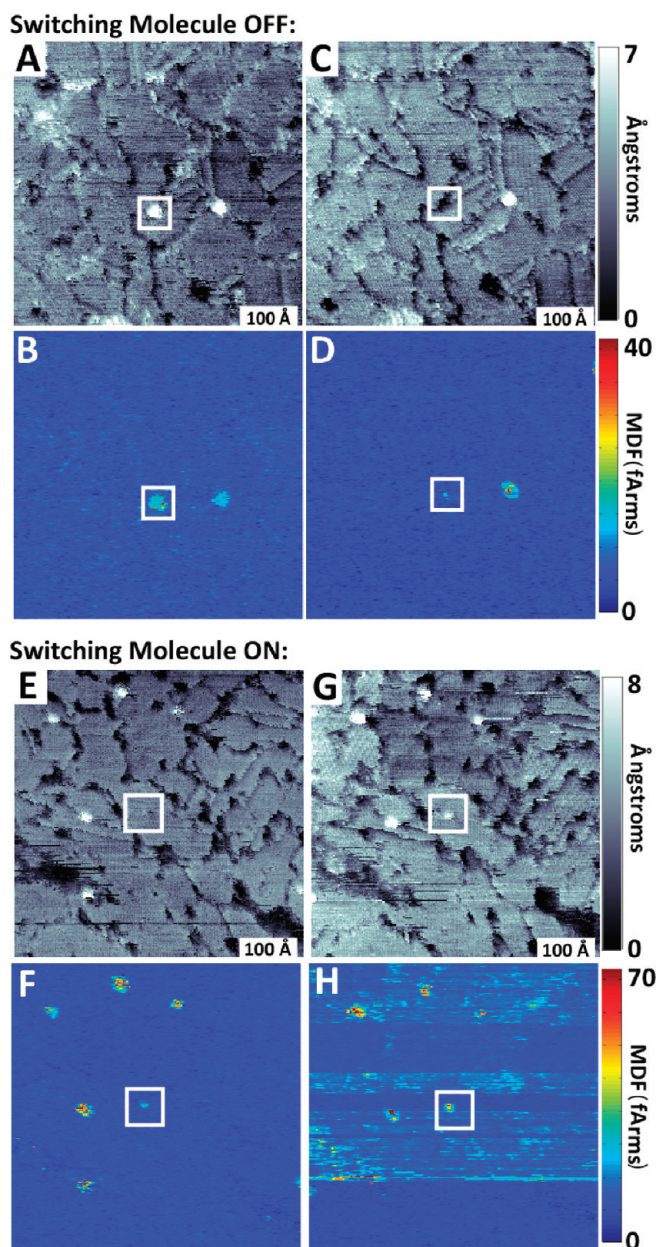 Switching Molecule OFF:
A
C
7
Ångstroms
0
100 Å
100 Å
B
D
40
MDF (fArms)
0
Switching Molecule ON:
E
G
8
Ångstroms
0
100 Å
100 Å
F
H
70
MDF (fArms)
0